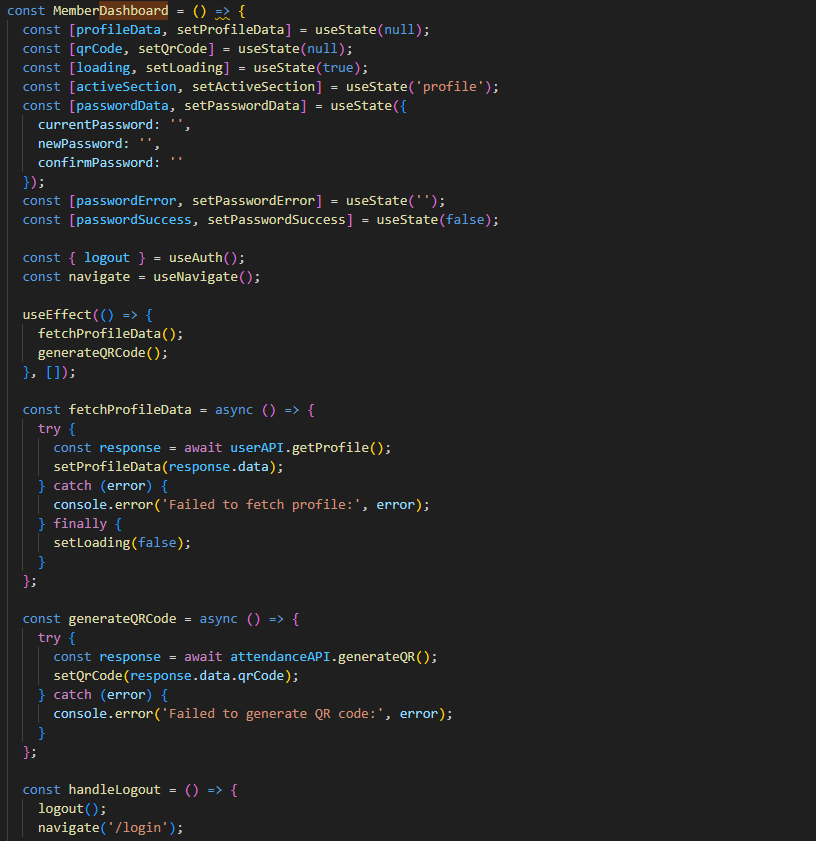 const MemberDashboard = () => {
  const [profileData, setProfileData] = useState(null);
  const [qrCode, setQrCode] = useState(null);
  const [loading, setLoading] = useState(true);
  const [activeSection, setActiveSection] = useState('profile');
  const [passwordData, setPasswordData] = useState({
    currentPassword: '',
    newPassword: '',
    confirmPassword: ''
  });
  const [passwordError, setPasswordError] = useState('');
  const [passwordSuccess, setPasswordSuccess] = useState(false);

  const { logout } = useAuth();
  const navigate = useNavigate();

  useEffect(() => {
    fetchProfileData();
    generateQRCode();
  }, []);

  const fetchProfileData = async () => {
    try {
      const response = await userAPI.getProfile();
      setProfileData(response.data);
    } catch (error) {
      console.error('Failed to fetch profile:', error);
    } finally {
      setLoading(false);
    }
  };

  const generateQRCode = async () => {
    try {
      const response = await attendanceAPI.generateQR();
      setQrCode(response.data.qrCode);
    } catch (error) {
      console.error('Failed to generate QR code:', error);
    }
  };

  const handleLogout = () => {
    logout();
    navigate('/login');